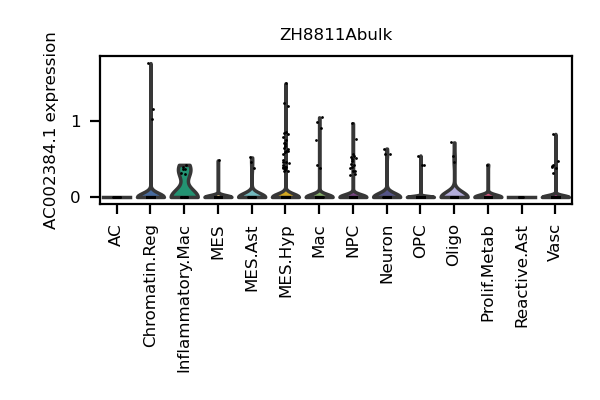 ZH8811Abulk
AC002384.1 expression
1
0
AC
Chromatin.Reg
Inflammatory.Mac
MES
MES.Ast
MES.Hyp
Mac
NPC
Neuron
OPC
Oligo
Prolif.Metab
Reactive.Ast
Vasc